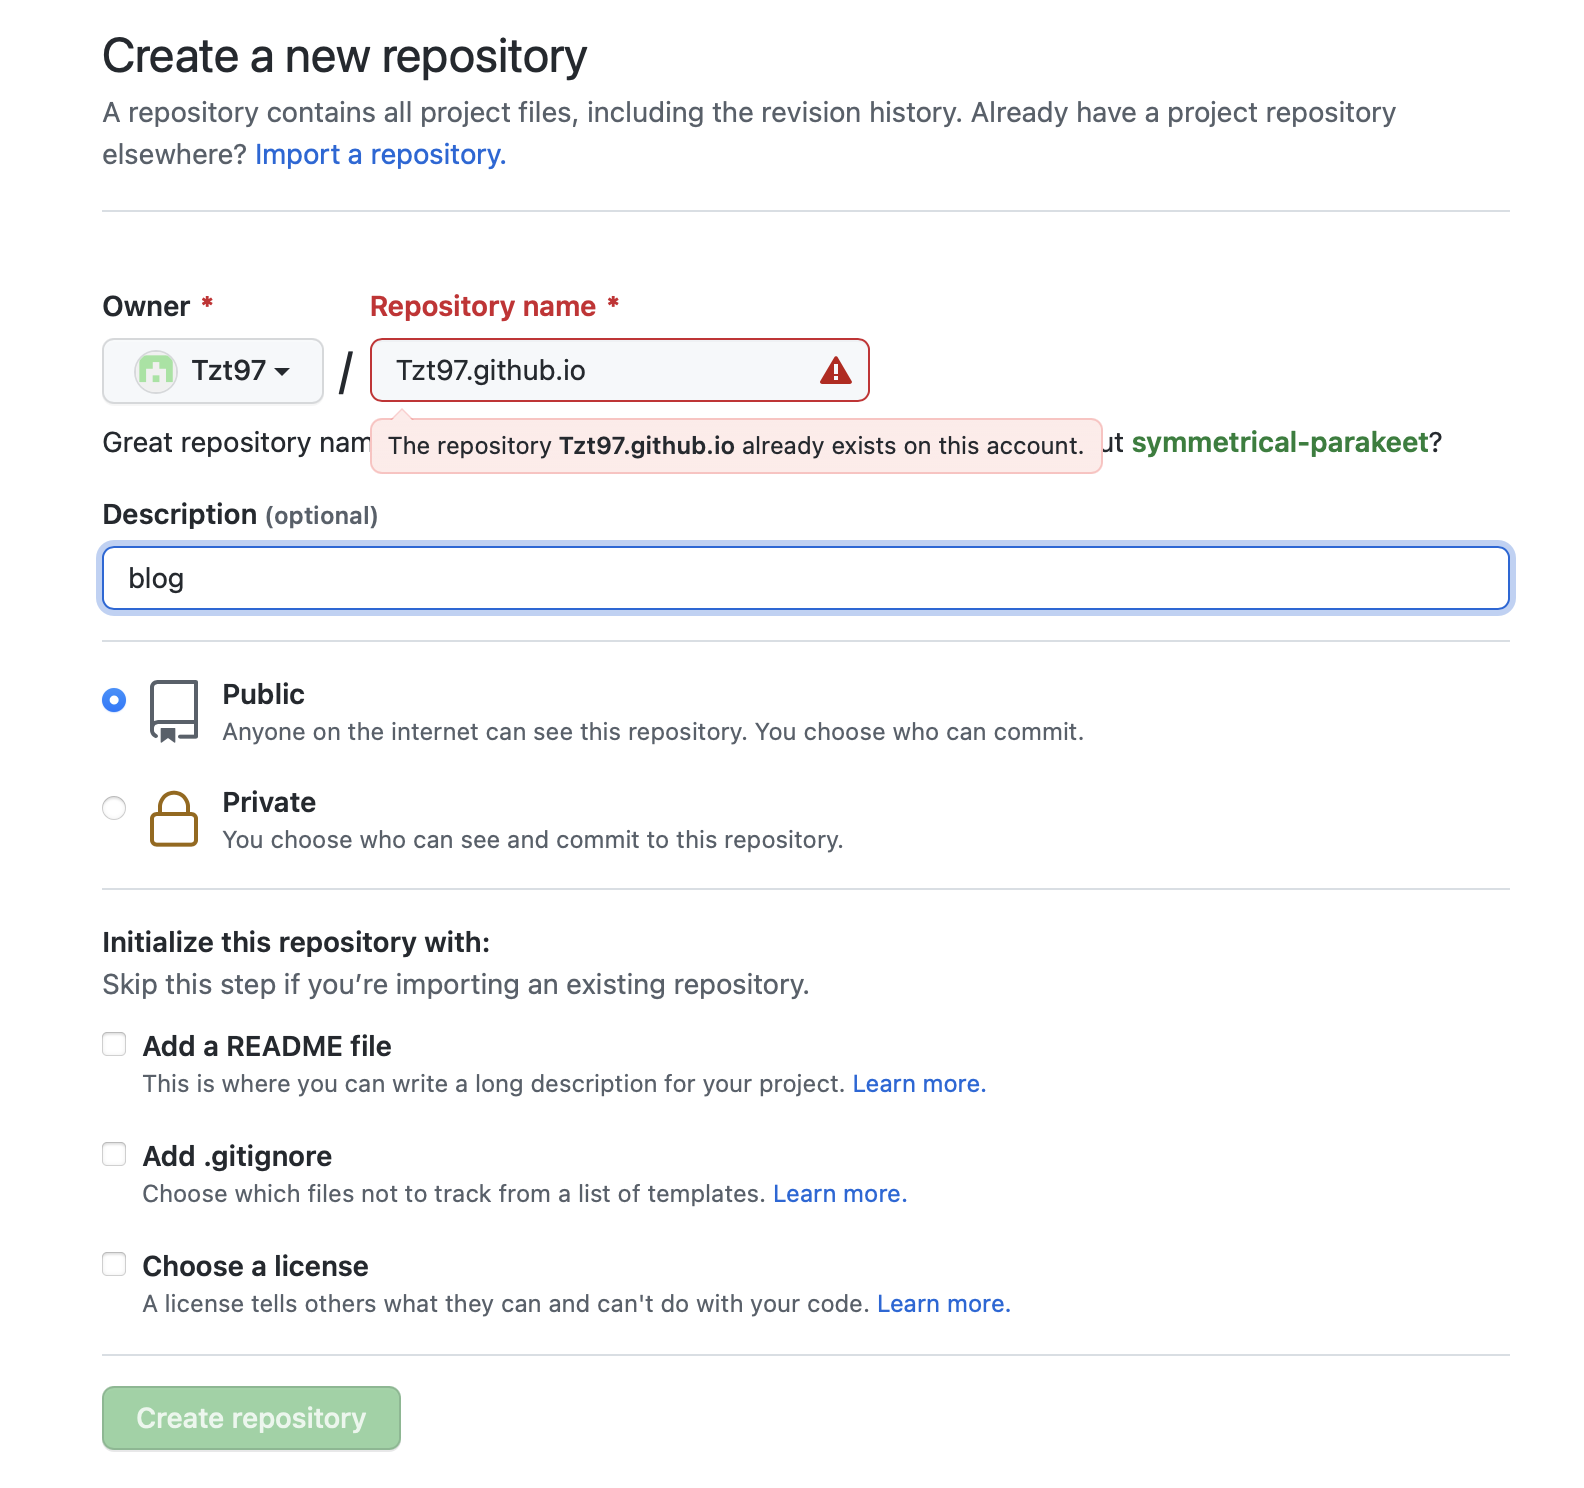 Create a new repository
A repository contains all project files, including the revision history. Already have a project repository
elsewhere? Import a repository.
Owner * Repository name *
Tzt97 / Tzt97.github.io
The repository Tzt97.github.io already exists on this account.
Great repository symmetrical-parakeet?
Description (optional)
blog
Public
Anyone on the internet can see this repository. You choose who can commit.
Private
You choose who can see and commit to this repository.
Initialize this repository with:
Skip this step if you’re importing an existing repository.
Add a README file
This is where you can write a long description for your project. Learn more.
Add .gitignore
Choose which files not to track from a list of templates. Learn more.
Choose a license
A license tells others what they can and can't do with your code. Learn more.
Create repository